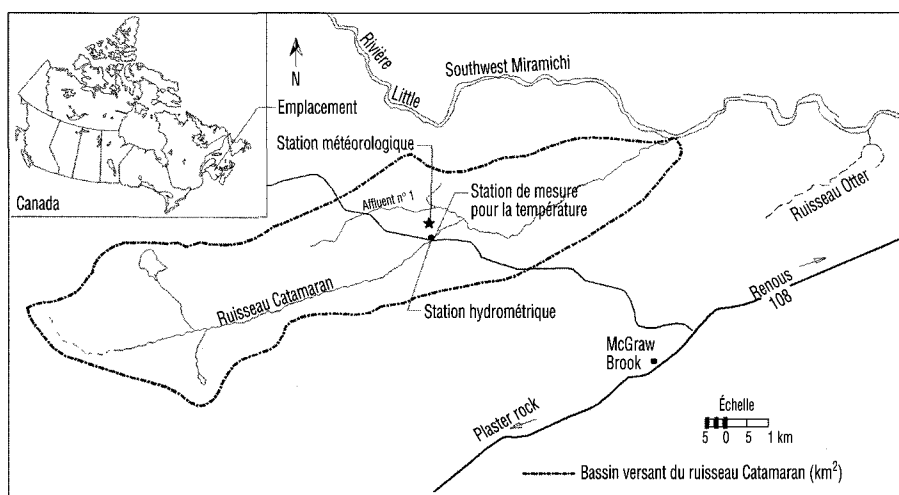 Rivière
Little
Southwest Miramichi
N
Emplacement
Station météorologique
Canada
Affluent n° 1
Station de mesure
pour la température
Ruisseau Otter
Ruisseau Catamaran
Station hydrométrique
Renous
108
McGraw
Brook
Plaster rock
Échelle
5 0 5 1 km
Bassin versant du ruisseau Catamaran (km²)